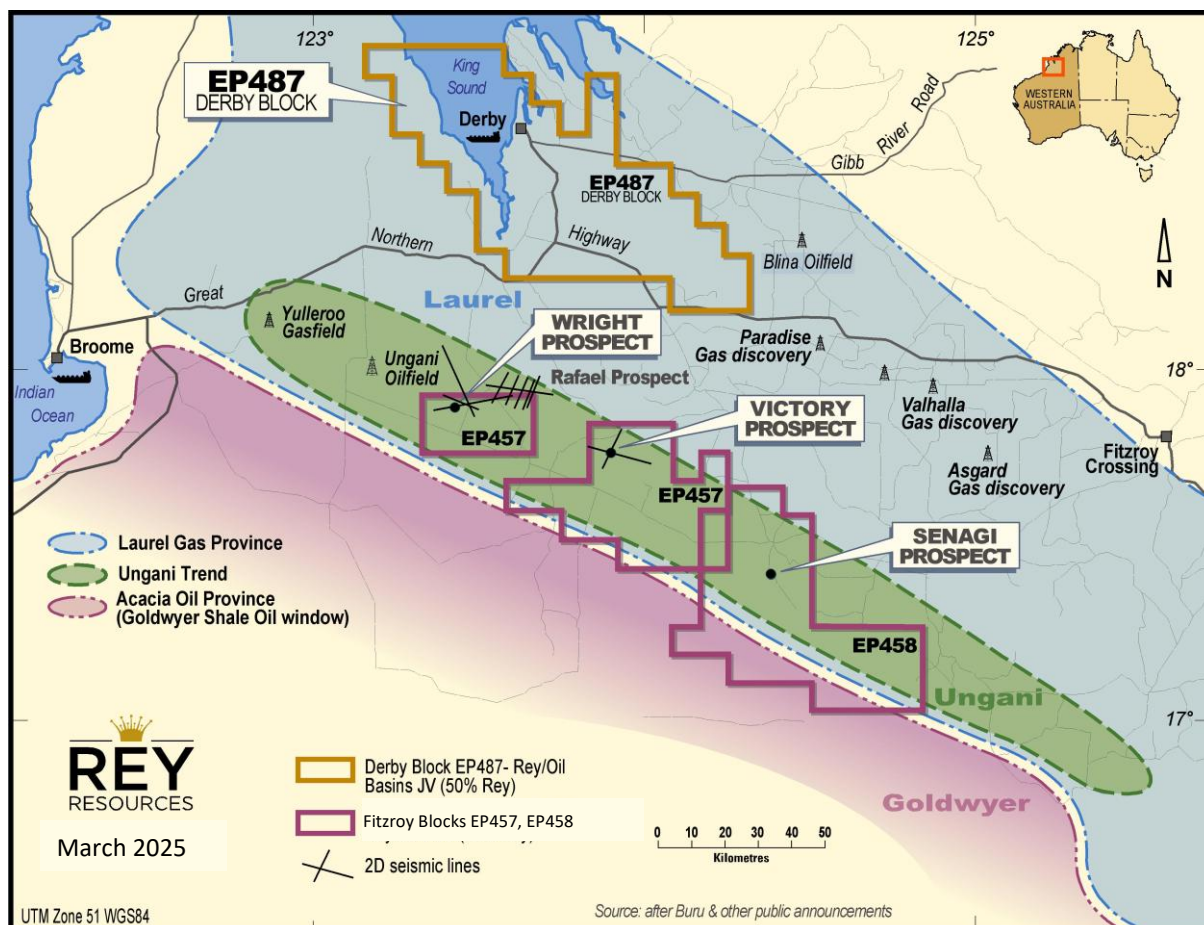 123°
125°
EP487
DERBY BLOCK
King
Sound
Derby
WESTERN
AUSTRALIA
Gibb
River
Road
EP487
DERBY BLOCK
Northern
Highway
Great
Blina Oilfield
N
Laurel
Yulleroo
Gasfield
WRIGHT
PROSPECT
Paradise
Gas discovery
Broome
Ungani
Oilfield
Rafael Prospect
18°
Indian
Ocean
VICTORY
PROSPECT
Valhalla
Gas discovery
EP457
Fitzroy
Crossing
EP457
Asgard
Gas discovery
SENAGI
PROSPECT
Laurel Gas Province
Ungani Trend
Acacia Oil Province
(Goldwyer Shale Oil window)
EP458
Ungani
17°
REY
RESOURCES
March 2025
Derby Block EP487- Rey/Oil
Basins JV (50% Rey)
Goldwyer
Fitzroy Blocks EP457, EP458
0 10 20 30 40 50
Kilometres
2D seismic lines
UTM Zone 51 WGS84
Source: after Buru & other public announcements